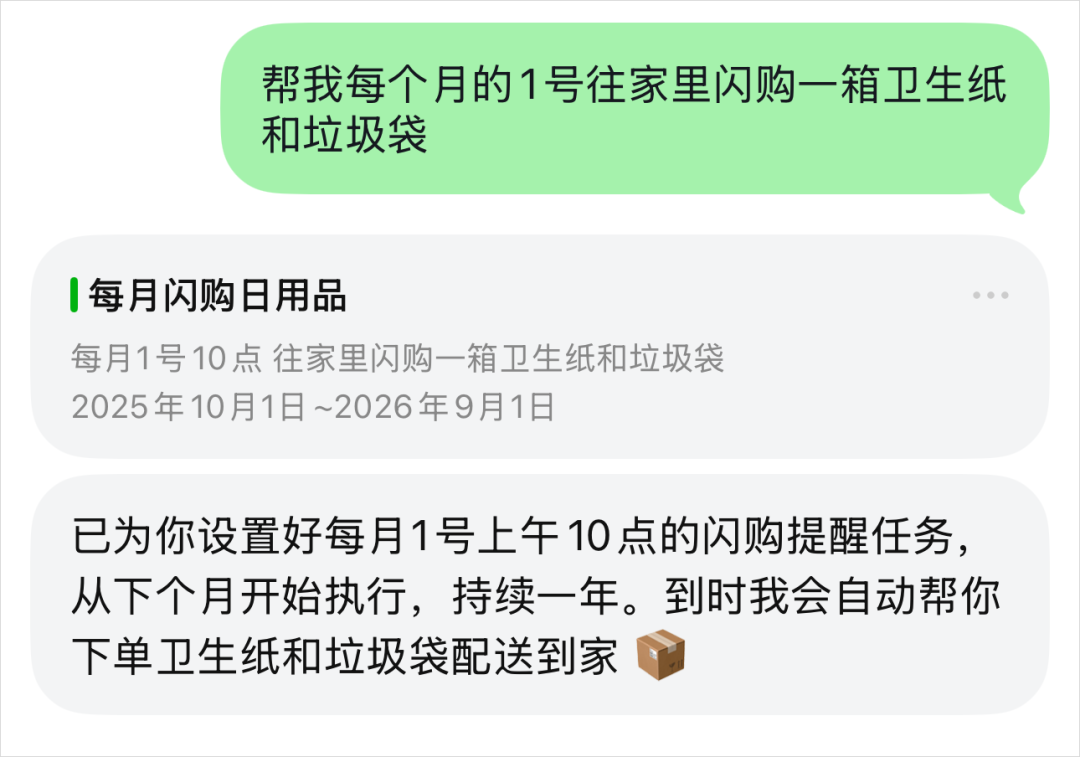 帮我每个月的1号往家里闪购一箱卫生纸
和垃圾袋
每月闪购日用品
每月1号10点 往家里闪购一箱卫生纸和垃圾袋
2025年10月1日~2026年9月1日
已为你设置好每月1号上午10点的闪购提醒任务，
从下个月开始执行，持续一年。到时我会自动帮你
下单卫生纸和垃圾袋配送到家 📦